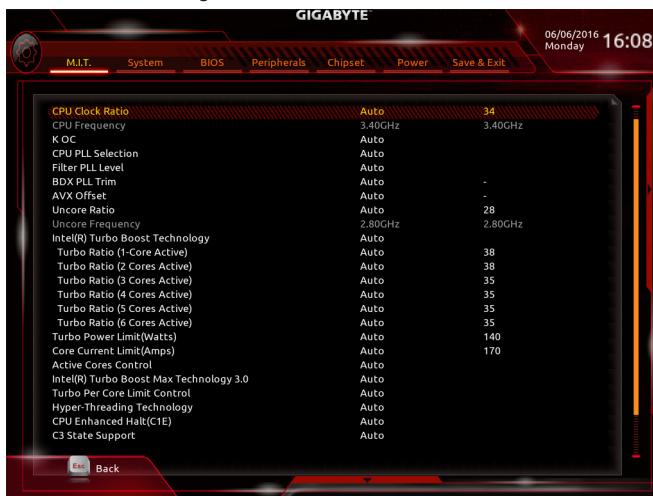 GIGABYTE™
06/06/2016 Monday 16:08
M.I.T. System BIOS Peripherals Chipset Power Save & Exit
CPU Clock Ratio Auto 34
CPU Frequency 3.40GHz 3.40GHz
K OC Auto
CPU PLL Selection Auto
Filter PLL Level Auto
BDX PLL Trim Auto -
AVX Offset Auto -
Uncore Ratio Auto 28
Uncore Frequency 2.80GHz 2.80GHz
Intel(R) Turbo Boost Technology Auto
Turbo Ratio (1-Core Active) Auto 38
Turbo Ratio (2 Cores Active) Auto 38
Turbo Ratio (3 Cores Active) Auto 35
Turbo Ratio (4 Cores Active) Auto 35
Turbo Ratio (5 Cores Active) Auto 35
Turbo Ratio (6 Cores Active) Auto 35
Turbo Power Limit(Watts) Auto 140
Core Current Limit(Amps) Auto 170
Active Cores Control Auto
Intel(R) Turbo Boost Max Technology 3.0 Auto
Turbo Per Core Limit Control Auto
Hyper-Threading Technology Auto
CPU Enhanced Halt(C1E) Auto
C3 State Support Auto
Esc Back